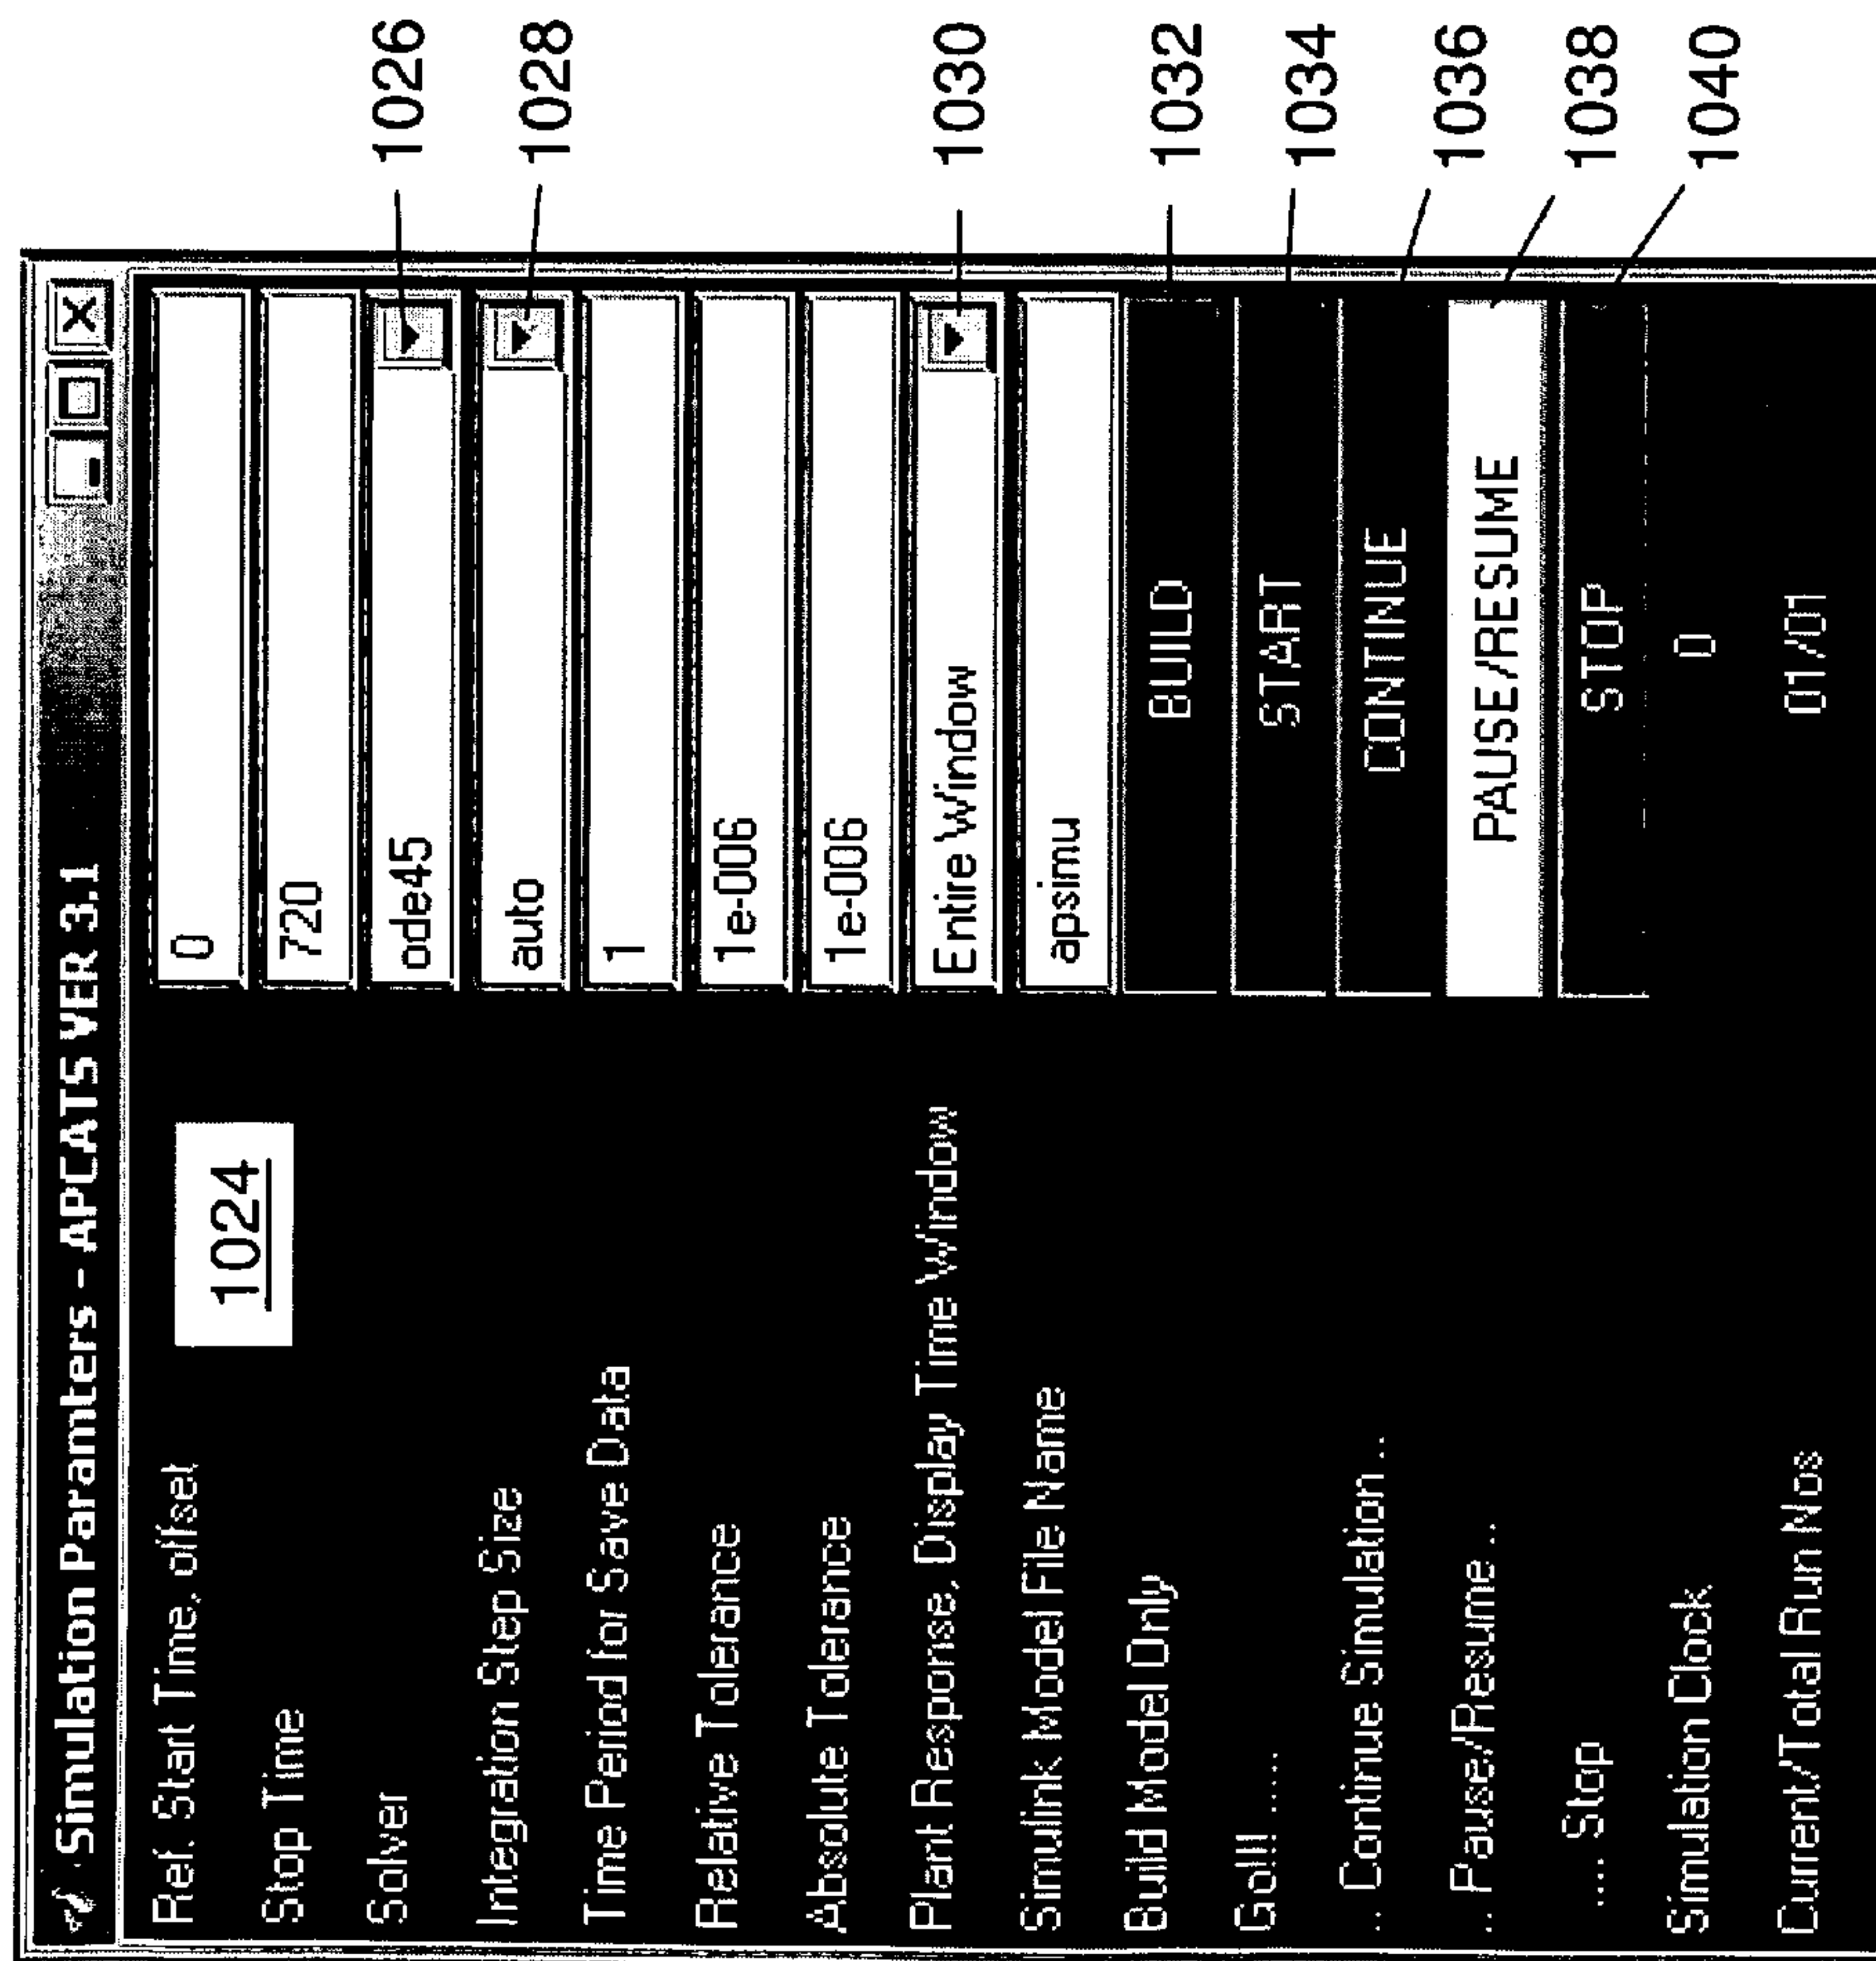 Simulation Paramters - APCATS VER 3.1
1024
Ref. Start Time, offset 0
Stop Time 720
Solver ode45 1026
Integration Step Size auto 1028
Time Period for Save Data 1
Relative Tolerance 1e-006
Absolute Tolerance 1e-006
Plant Response, Display Time Window Entire Window 1030
Simulink Model File Name apsimu
Build Model Only BUILD 1032
Go!!! ...... START 1034
.. Continue Simulation .. CONTINUE 1036
.. Pause/Resume .. PAUSE/RESUME 1038
.... Stop STOP 1040
Simulation Clock 0
Current/Total Run Nos 01/01